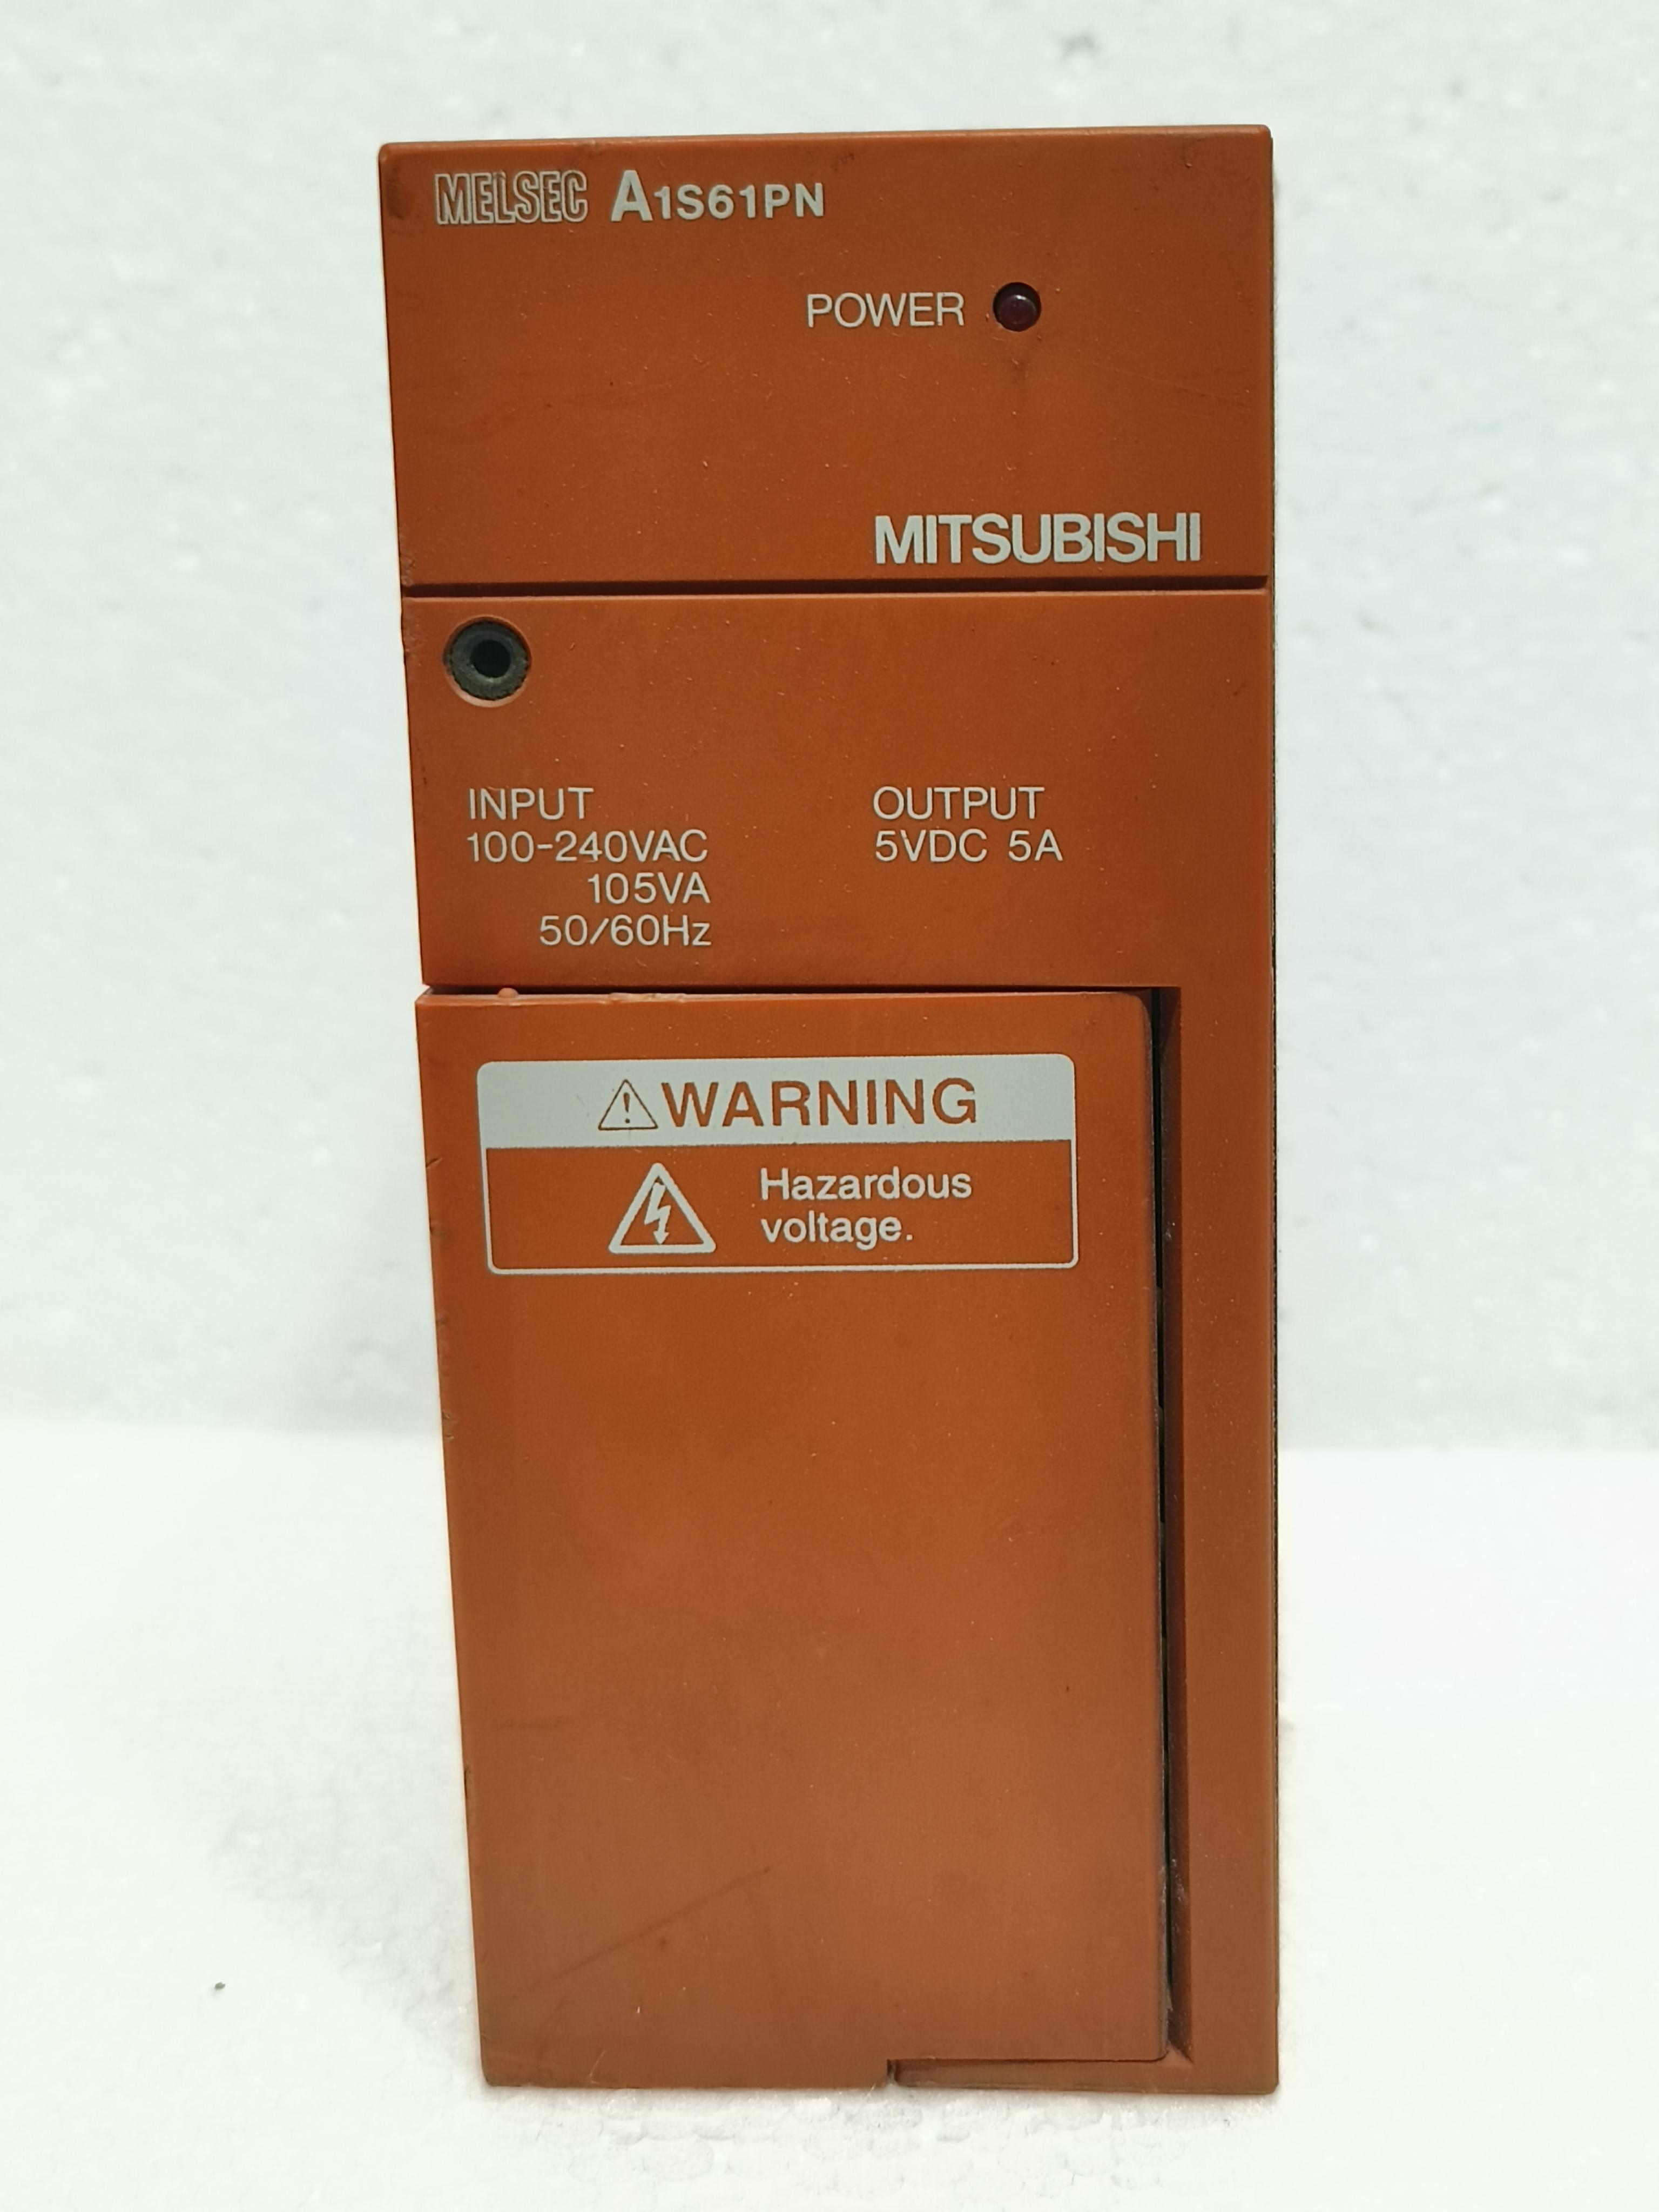 MELSEC A1S61PN
POWER
MITSUBISHI
INPUT
100-240VAC
105VA
50/60Hz
OUTPUT
5VDC 5A
WARNING
Hazardous
voltage.